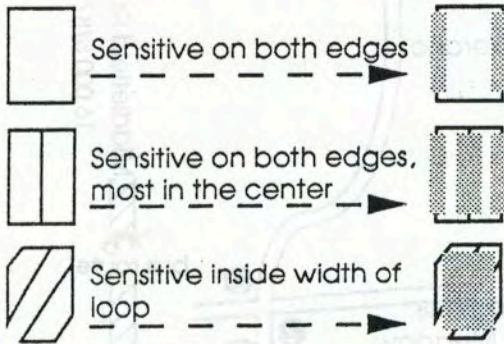 Sensitive on both edges
Sensitive on both edges,
most in the center
Sensitive inside width of
loop